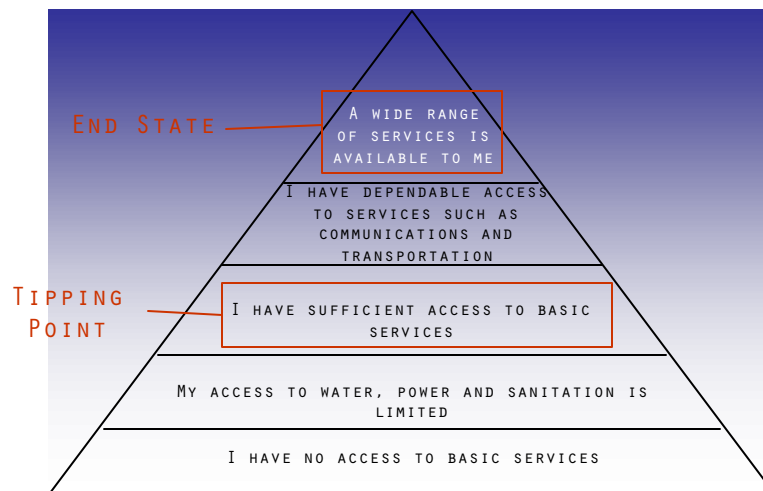 END STATE
A WIDE RANGE
OF SERVICES IS
AVAILABLE TO ME
I HAVE DEPENDABLE ACCESS
TO SERVICES SUCH AS
COMMUNICATIONS AND
TRANSPORTATION
TIPPING
POINT
I HAVE SUFFICIENT ACCESS TO BASIC
SERVICES
MY ACCESS TO WATER, POWER AND SANITATION IS
LIMITED
I HAVE NO ACCESS TO BASIC SERVICES